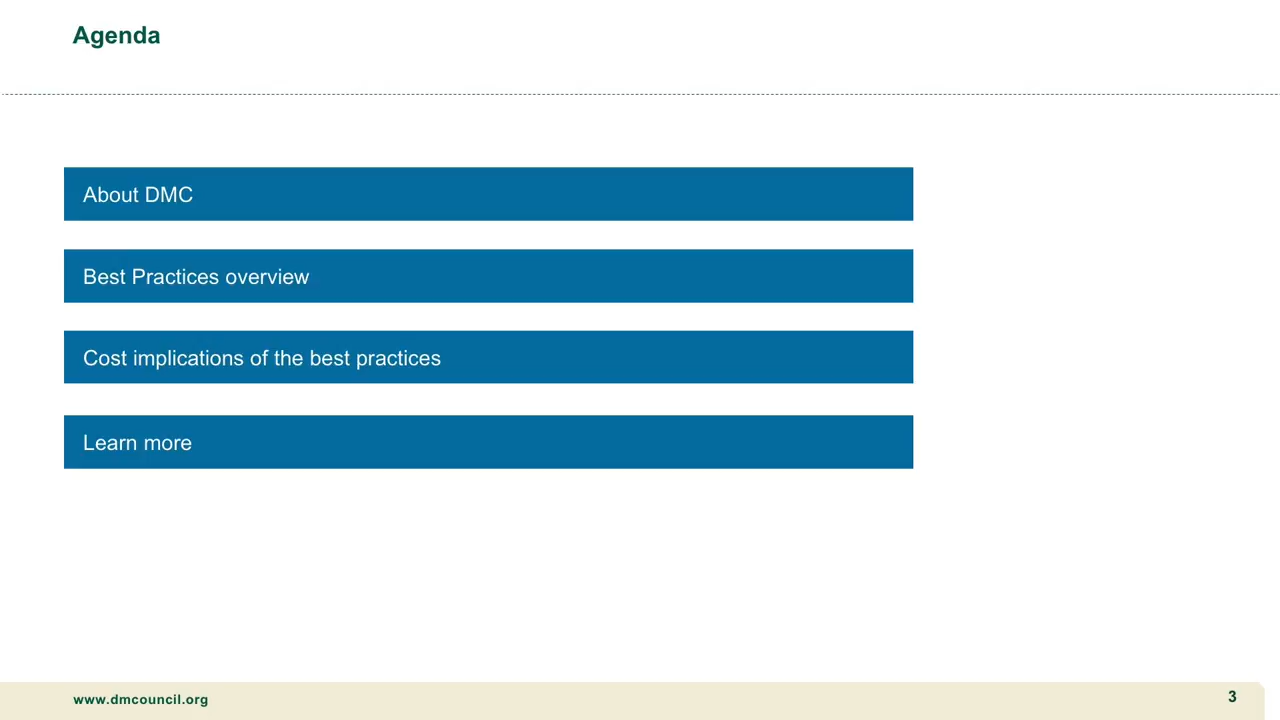 Agenda
About DMC
Best Practices overview
Cost implications of the best practices
Learn more
www.dmcouncil.org
3